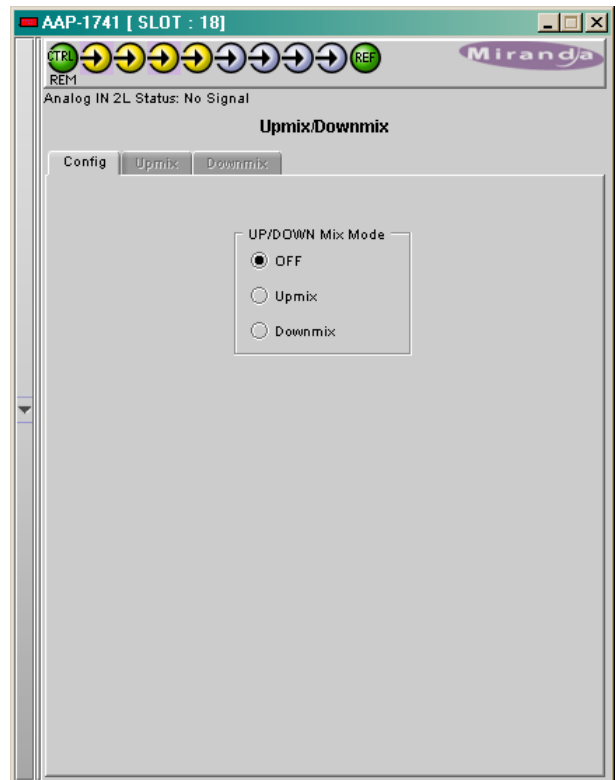 AAP-1741 [ SLOT : 18]
CTRL REF Miranda
REM
Analog IN 2L Status: No Signal
Upmix/Downmix
Config Upmix Downmix
UP/DOWN Mix Mode
OFF
Upmix
Downmix